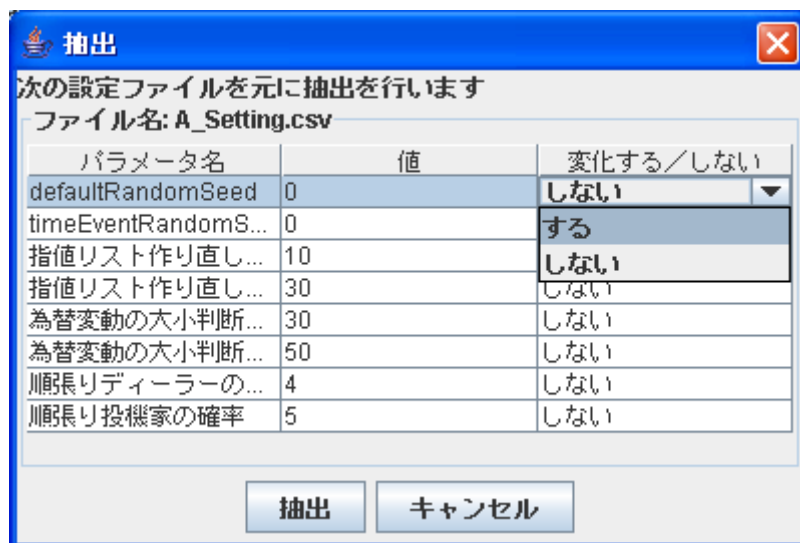 抽出
次の設定ファイルを元に抽出を行います
ファイル名: A_Setting.csv
パラメータ名 値 変化する／しない
defaultRandomSeed 0 しない
timeEventRandomS... 0 する
指値リスト作り直し... 10 しない
指値リスト作り直し... 30 しない
為替変動の大小判断... 30 しない
為替変動の大小判断... 50 しない
順張りディーラーの... 4 しない
順張り投機家の確率 5 しない
抽出 キャンセル